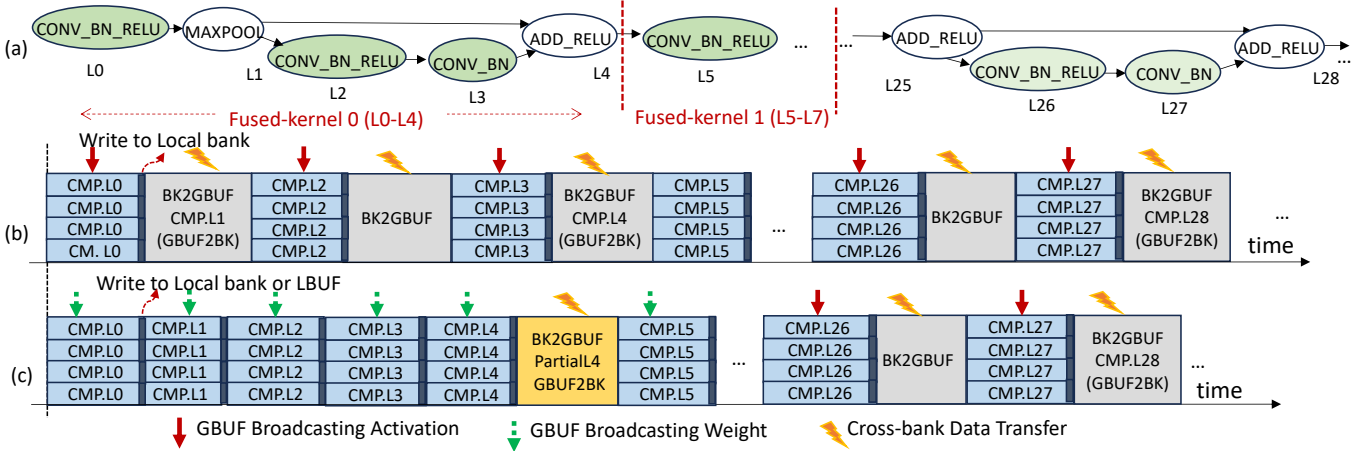 (a)
CONV_BN_RELU
MAXPOOL
CONV_BN_RELU
CONV_BN
ADD_RELU
CONV_BN_RELU
... ...
ADD_RELU
CONV_BN_RELU
CONV_BN
ADD_RELU
...
L0
L1
L2
L3
L4
L5
L25
L26
L27
L28
Fused-kernel 0 (L0-L4)
Fused-kernel 1 (L5-L7)
Write to Local bank
(b)
CMP.L0
CMP.L0
CMP.L0
CM. L0
BK2GBUF
CMP.L1
(GBUF2BK)
CMP.L2
CMP.L2
CMP.L2
CMP.L2
BK2GBUF
CMP.L3
CMP.L3
CMP.L3
CMP.L3
BK2GBUF
CMP.L4
(GBUF2BK)
CMP.L5
CMP.L5
CMP.L5
CMP.L5
...
CMP.L26
CMP.L26
CMP.L26
CMP.L26
BK2GBUF
CMP.L27
CMP.L27
CMP.L27
CMP.L27
BK2GBUF
CMP.L28
(GBUF2BK)
...
time
Write to Local bank or LBUF
(c)
CMP.L0
CMP.L0
CMP.L0
CMP.L0
CMP.L1
CMP.L1
CMP.L1
CMP.L1
CMP.L2
CMP.L2
CMP.L2
CMP.L2
CMP.L3
CMP.L3
CMP.L3
CMP.L3
CMP.L4
CMP.L4
CMP.L4
CMP.L4
BK2GBUF
PartialL4
GBUF2BK
CMP.L5
CMP.L5
CMP.L5
CMP.L5
...
CMP.L26
CMP.L26
CMP.L26
CMP.L26
BK2GBUF
CMP.L27
CMP.L27
CMP.L27
CMP.L27
BK2GBUF
CMP.L28
(GBUF2BK)
...
time
GBUF Broadcasting Activation
GBUF Broadcasting Weight
Cross-bank Data Transfer